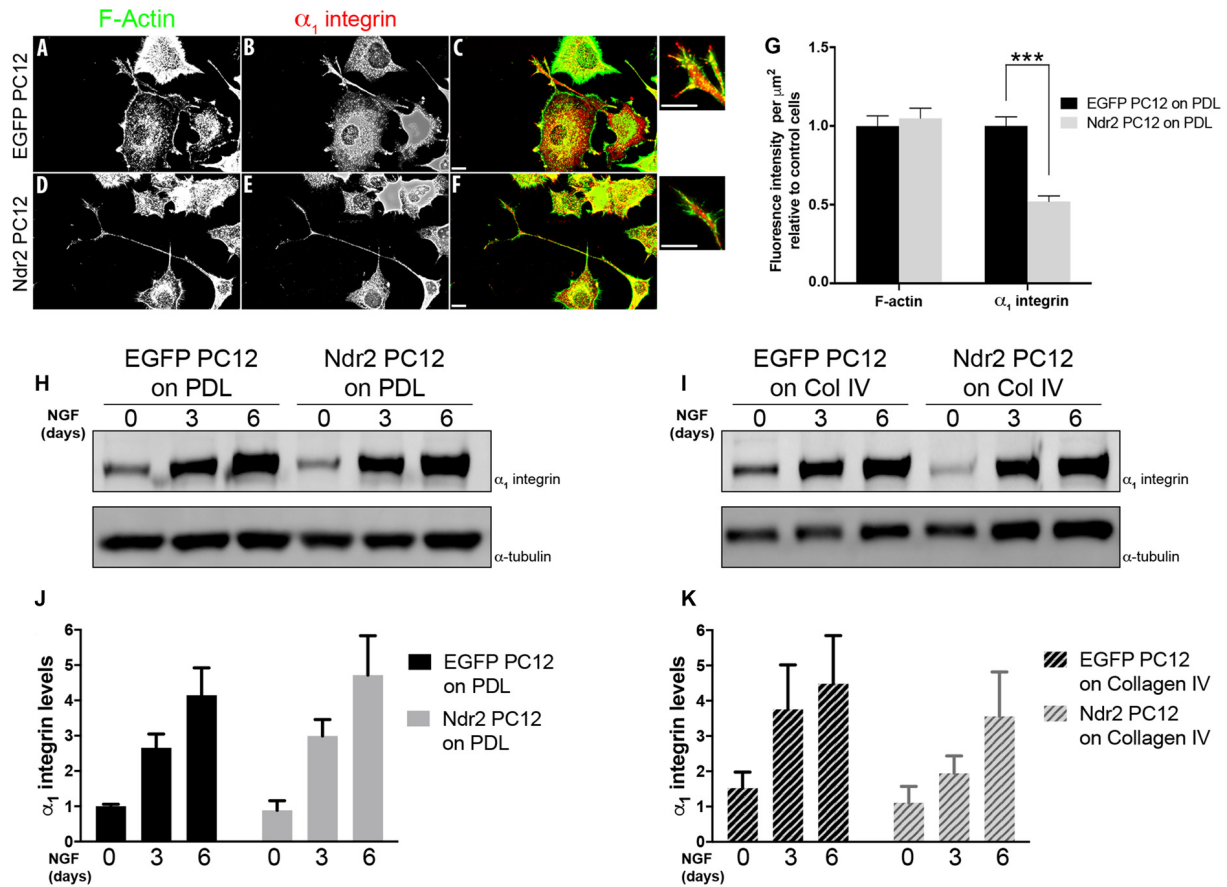 F-Actin
α1 integrin
EGFP PC12
Ndr2 PC12
A
B
C
D
E
F
G
Fluoresnce intensity per μm2
relative to control cells
1.5
1.0
0.5
0.0
***
EGFP PC12 on PDL
Ndr2 PC12 on PDL
F-actin
α1 integrin
H
EGFP PC12
on PDL
Ndr2 PC12
on PDL
NGF
(days)
0 3 6 0 3 6
α1 integrin
α-tubulin
I
EGFP PC12
on Col IV
Ndr2 PC12
on Col IV
NGF
(days)
0 3 6 0 3 6
α1 integrin
α-tubulin
J
α1 integrin levels
6
5
4
3
2
1
0
EGFP PC12
on PDL
Ndr2 PC12
on PDL
NGF
(days)
0 3 6 0 3 6
K
α1 integrin levels
6
5
4
3
2
1
0
EGFP PC12
on Collagen IV
Ndr2 PC12
on Collagen IV
NGF
(days)
0 3 6 0 3 6